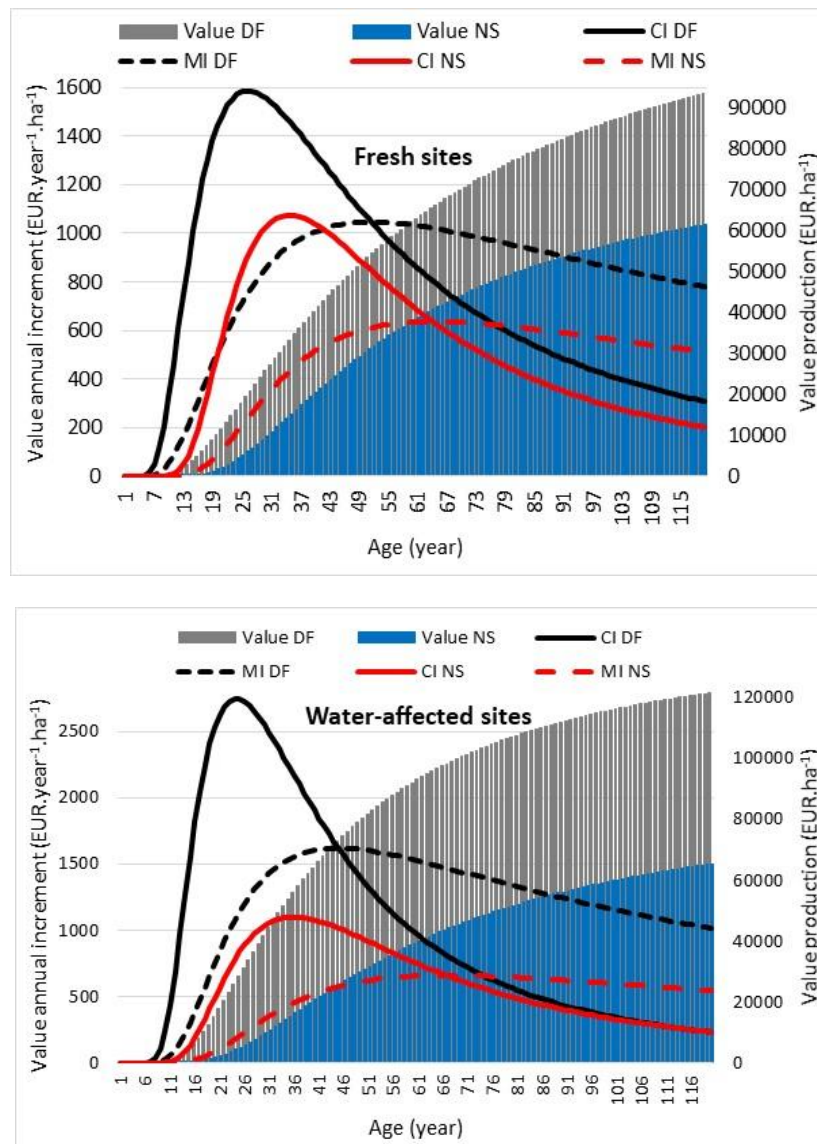 Value DF Value NS CI DF
MI DF CI NS MI NS
Fresh sites
Value annual increment (EUR.year⁻¹.ha⁻¹)
1600
1400
1200
1000
800
600
400
200
0
90000
80000
70000
60000
50000
40000
30000
20000
10000
0
Value production (EUR.ha⁻¹)
1 7 13 19 25 31 37 43 49 55 61 67 73 79 85 91 97 103 109 115
Age (year)
Value DF Value NS CI DF
MI DF CI NS MI NS
Water-affected sites
Value annual increment (EUR.year⁻¹.ha⁻¹)
2500
2000
1500
1000
500
0
120000
100000
80000
60000
40000
20000
0
Value production (EUR.ha⁻¹)
1 6 11 16 21 26 31 36 41 46 51 56 61 66 71 76 81 86 91 96 101 106 111 116
Age (year)